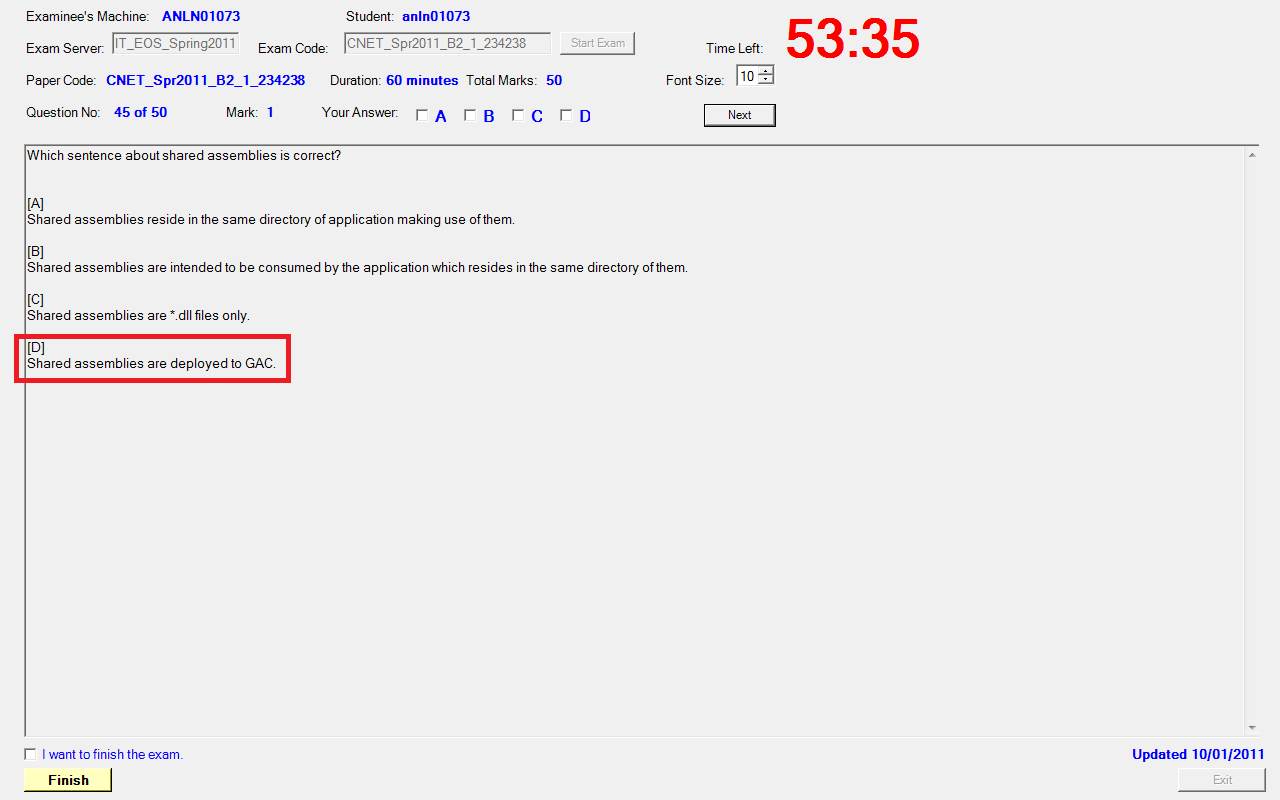 Examinee's Machine: ANLN01073 Student: anln01073
53:35
Exam Server: IT_EOS_Spring2011 Exam Code: CNET_Spr2011_B2_1_234238 Start Exam Time Left:
Paper Code: CNET_Spr2011_B2_1_234238 Duration: 60 minutes Total Marks: 50 Font Size: 10
Question No: 45 of 50 Mark: 1 Your Answer: A B C D Next
Which sentence about shared assemblies is correct?
[A]
Shared assemblies reside in the same directory of application making use of them.
[B]
Shared assemblies are intended to be consumed by the application which resides in the same directory of them.
[C]
Shared assemblies are *.dll files only.
[D]
Shared assemblies are deployed to GAC.
I want to finish the exam. Updated 10/01/2011
Finish Exit